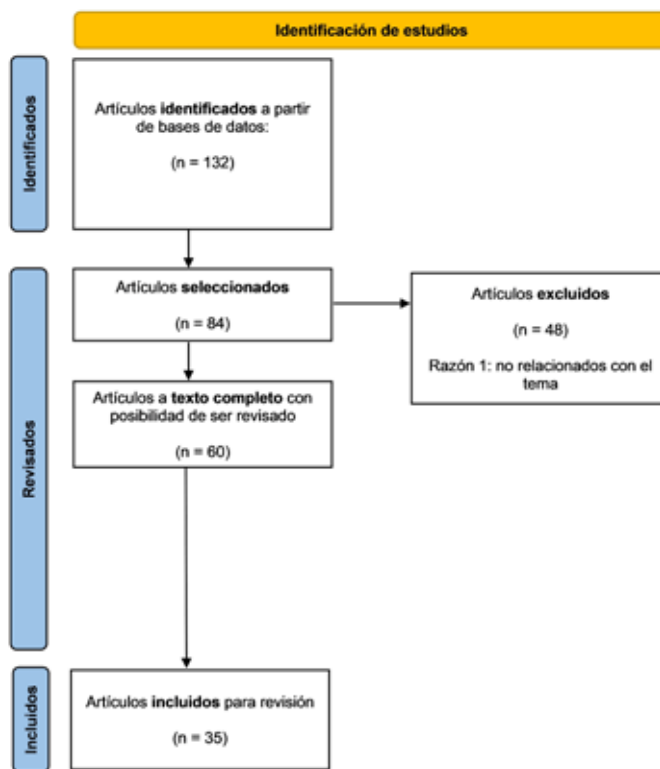 Identificación de estudios
Identificados
Artículos identificados a partir
de bases de datos:
(n = 132)
Revisados
Artículos seleccionados
(n = 84)
Artículos excluidos
(n = 48)
Razón 1: no relacionados con el
tema
Artículos a texto completo con
posibilidad de ser revisado
(n = 60)
Incluidos
Artículos incluidos para revisión
(n = 35)